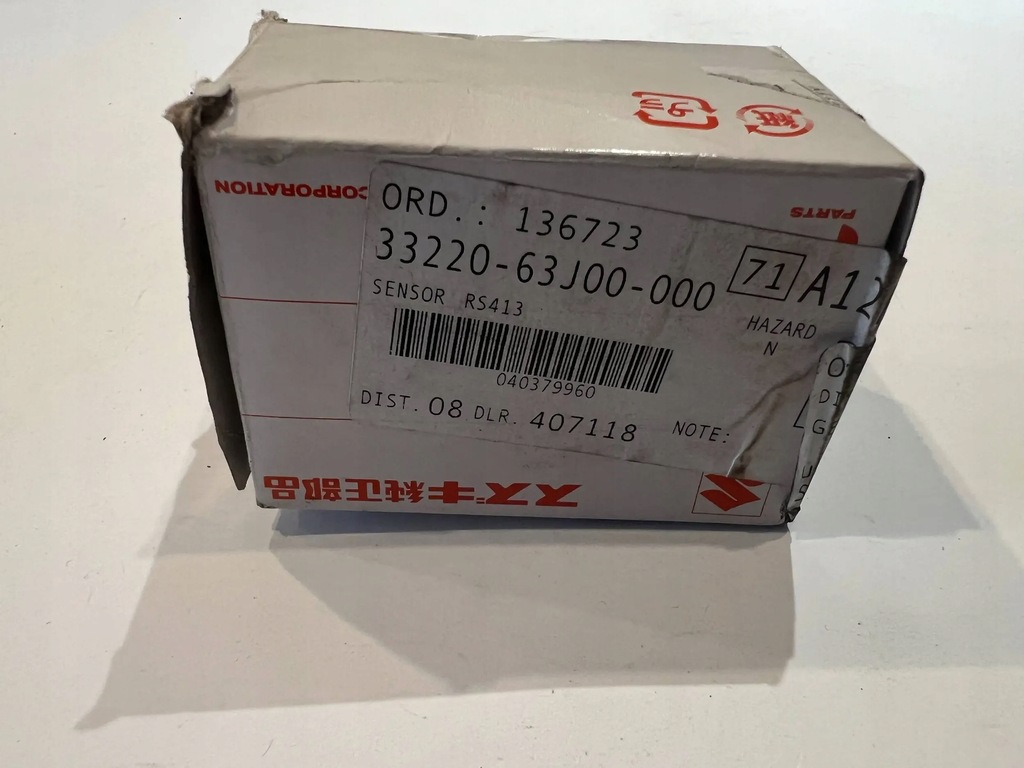 ORD.: 136723
33220-63J00-000
71
A12
SENSOR RS413
HAZARD
N
040379960
DIST. 08 DLR. 407118
NOTE:
CORPORATION
PARTS
スズキ純正部品
紙